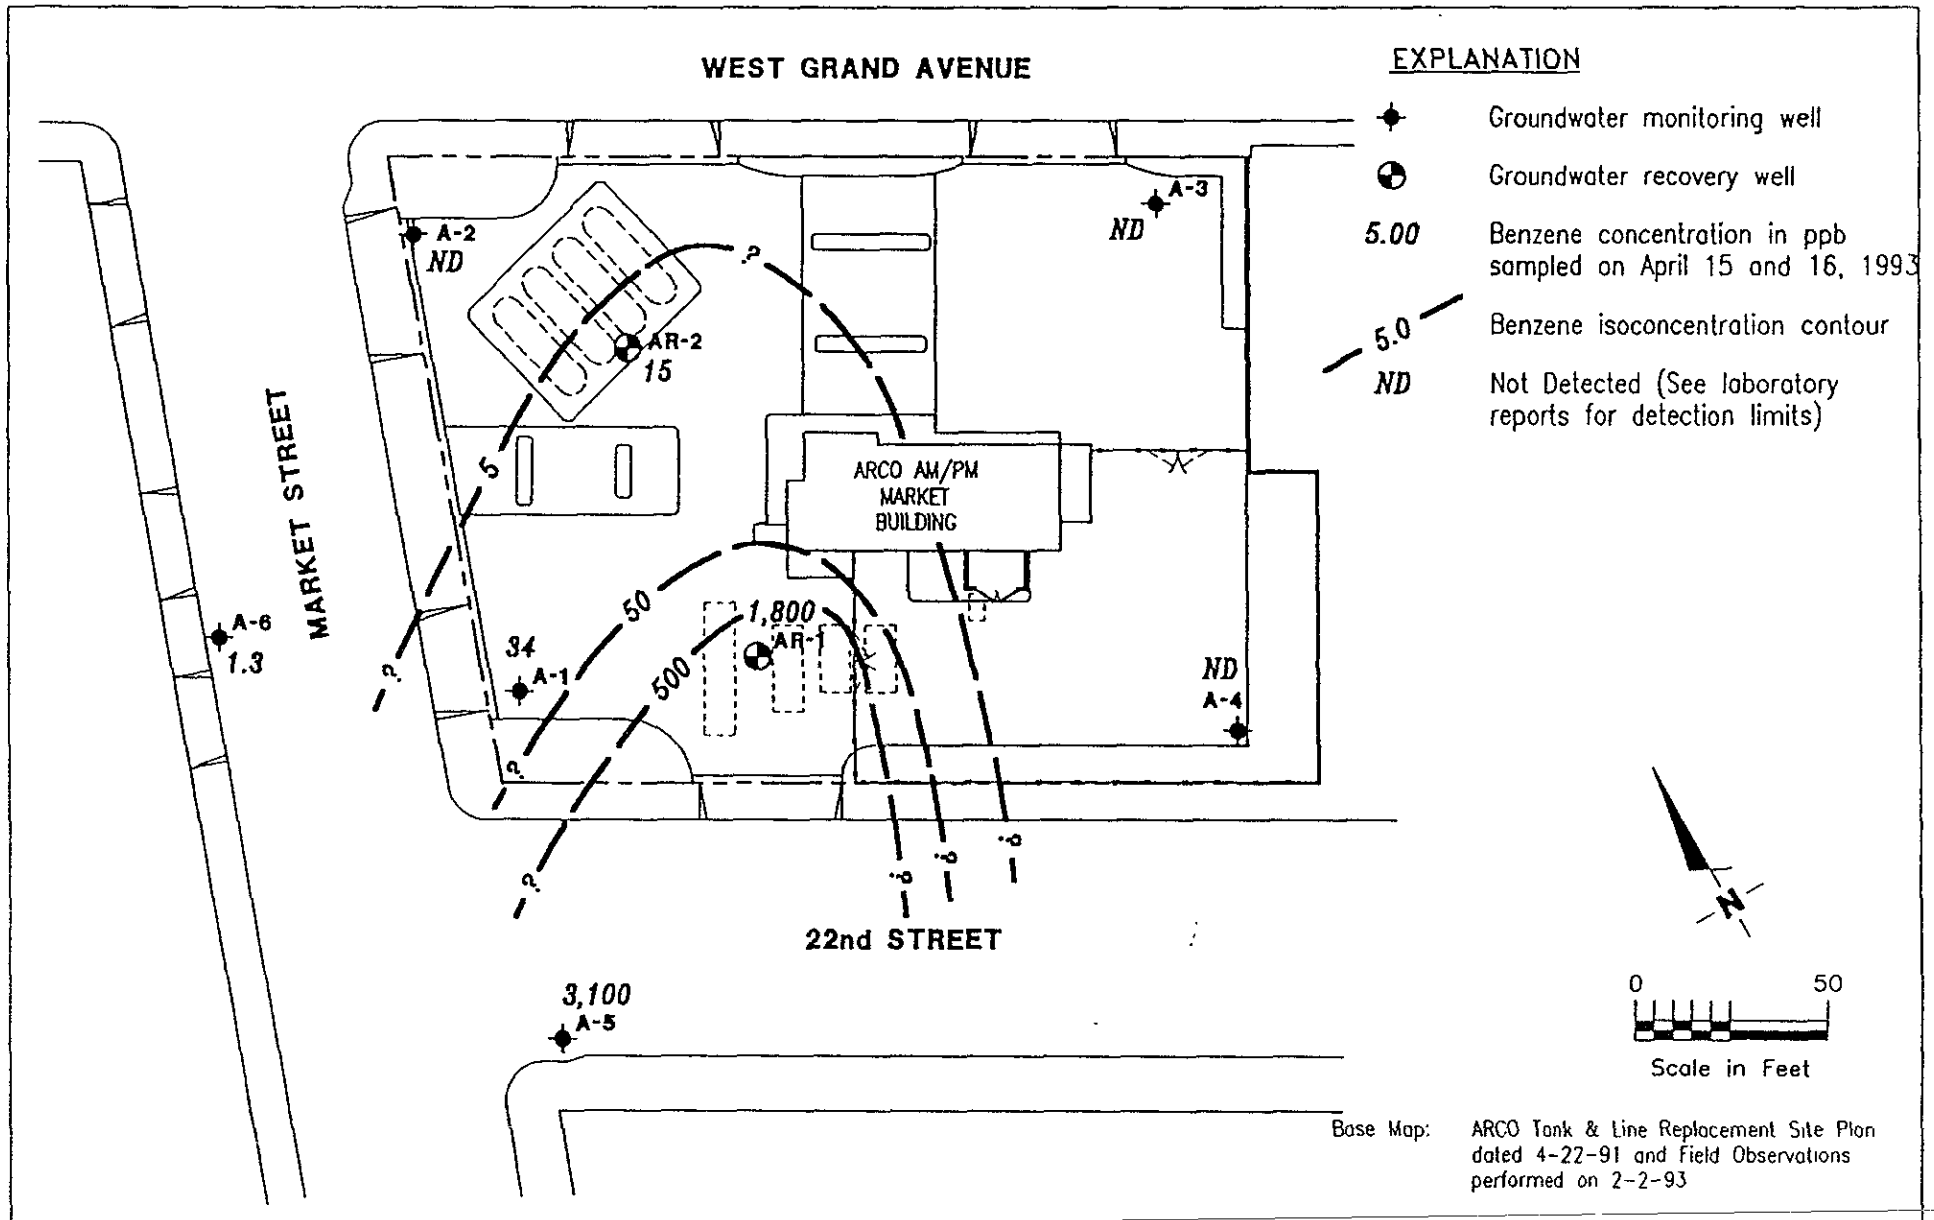 WEST GRAND AVENUE
EXPLANATION
Groundwater monitoring well
Groundwater recovery well
5.00 Benzene concentration in ppb
sampled on April 15 and 16, 1993
5.0 Benzene isoconcentration contour
ND Not Detected (See laboratory
reports for detection limits)
A-3
ND
A-2
ND
?
AR-2
15
MARKET STREET
5
ARCO AM/PM
MARKET
BUILDING
50
1,800
AR-1
A-6
1.3
?
34
A-1
500
ND
A-4
?
?
?
?
?
22nd STREET
3,100
A-5
N
0 50
Scale in Feet
Base Map: ARCO Tank & Line Replacement Site Plan
dated 4-22-91 and Field Observations
performed on 2-2-93